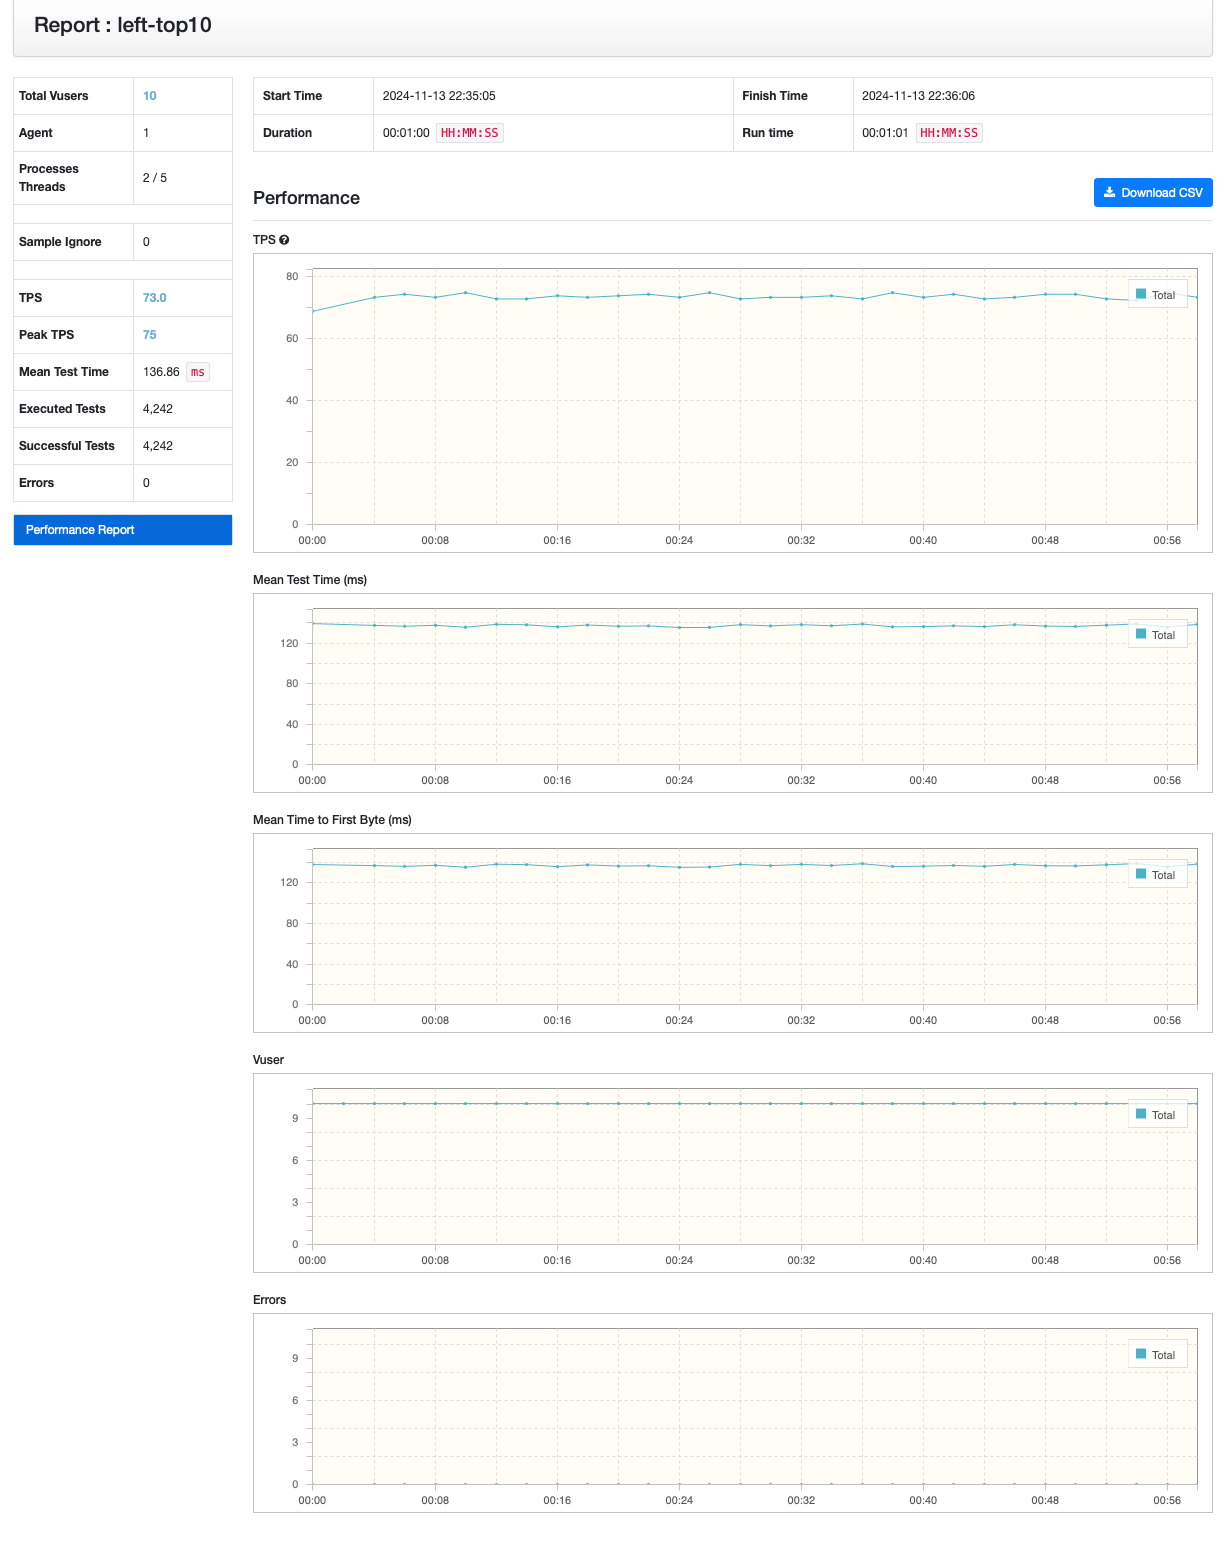 Report : left-top10
Total Vusers 10
Agent 1
Processes
Threads 2 / 5
Sample Ignore 0
TPS 73.0
Peak TPS 75
Mean Test Time 136.86 ms
Executed Tests 4,242
Successful Tests 4,242
Errors 0
Performance Report
Start Time 2024-11-13 22:35:05 Finish Time 2024-11-13 22:36:06
Duration 00:01:00 HH:MM:SS Run time 00:01:01 HH:MM:SS
Performance Download CSV
TPS ?
80
Total
60
40
20
0
00:00 00:08 00:16 00:24 00:32 00:40 00:48 00:56
Mean Test Time (ms)
Total
120
80
40
0
00:00 00:08 00:16 00:24 00:32 00:40 00:48 00:56
Mean Time to First Byte (ms)
Total
120
80
40
0
00:00 00:08 00:16 00:24 00:32 00:40 00:48 00:56
Vuser
Total
9
6
3
0
00:00 00:08 00:16 00:24 00:32 00:40 00:48 00:56
Errors
Total
9
6
3
0
00:00 00:08 00:16 00:24 00:32 00:40 00:48 00:56